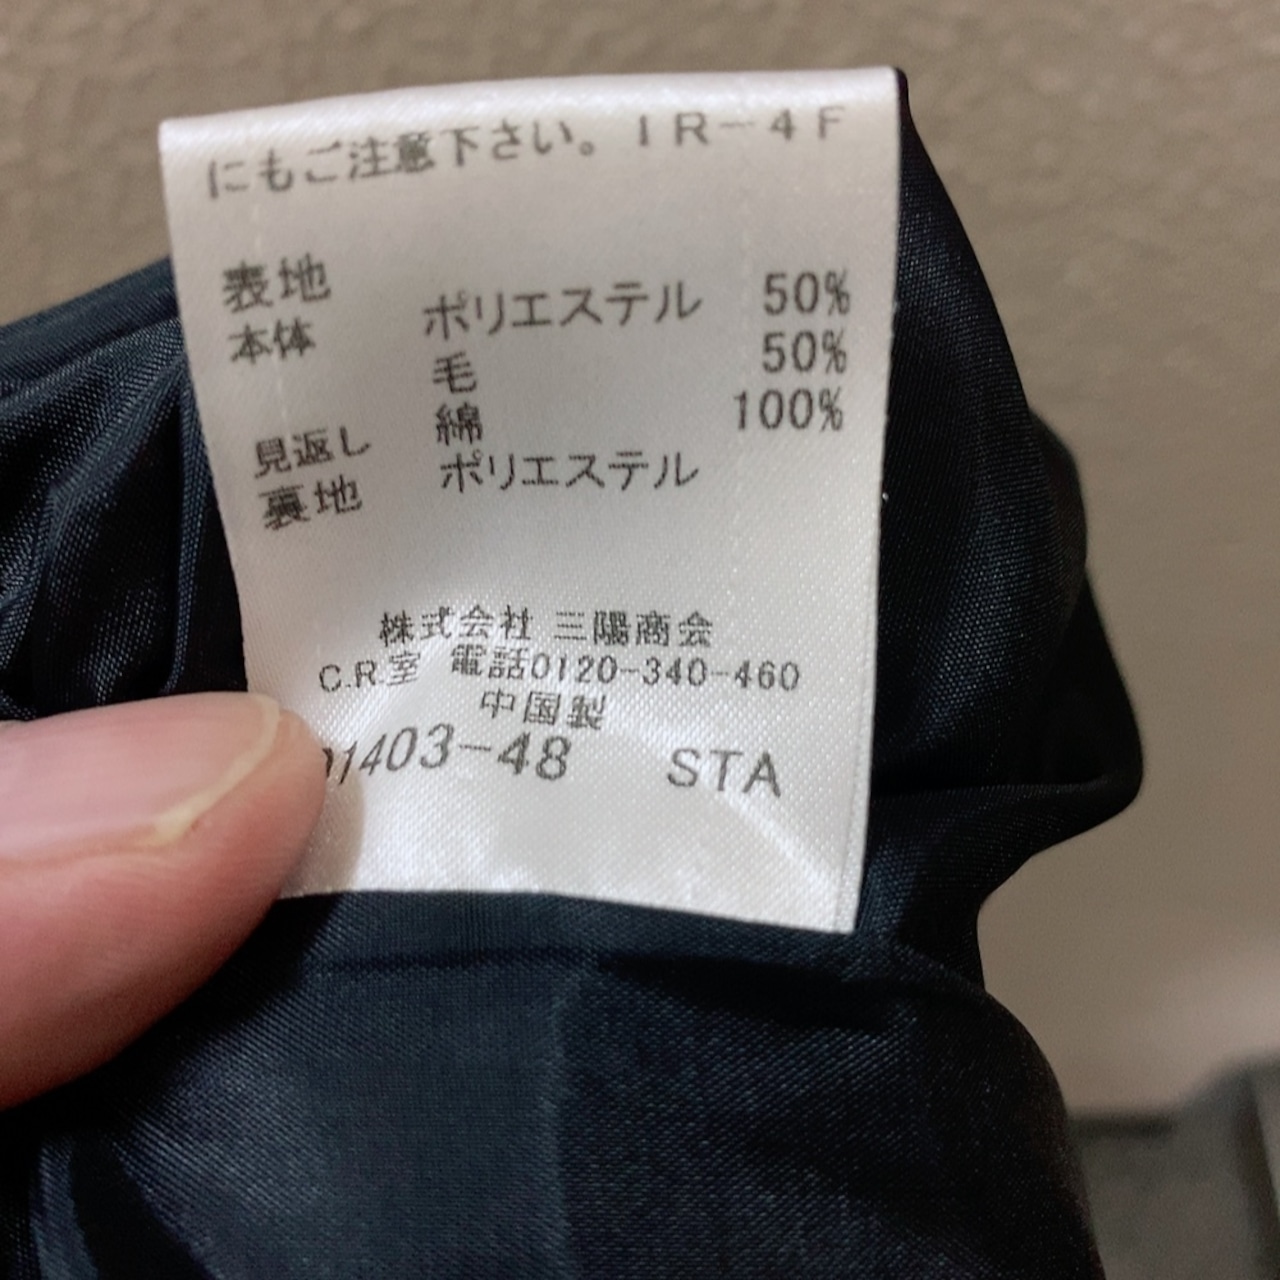 にもご注意下さい。IR-4F
表地
本体 ポリエステル 50%
毛 50%
見返し 綿 100%
裏地 ポリエステル
株式会社 三陽商会
C.R.室 電話0120-340-460
中国製
01403-48 STA